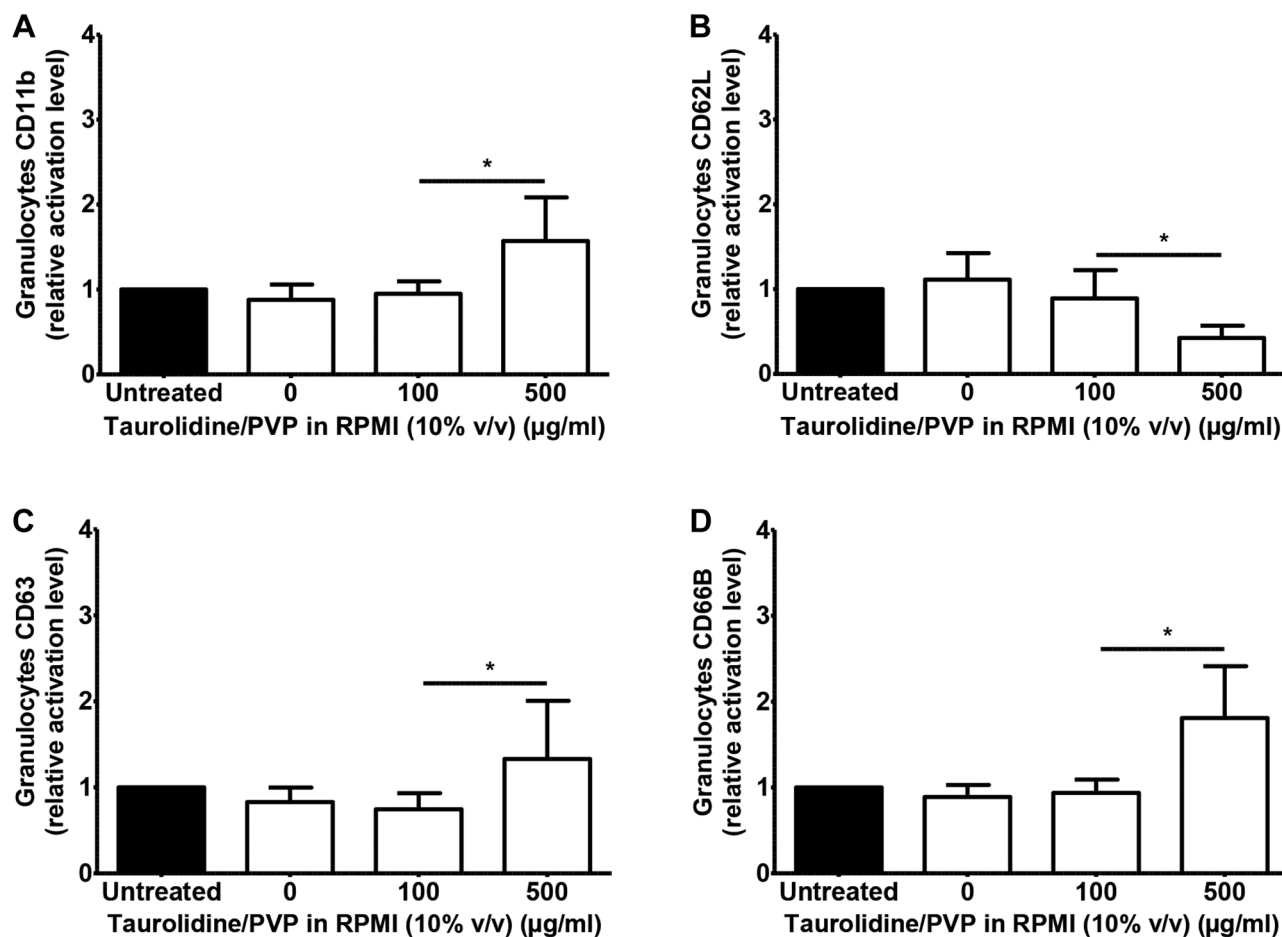 A
Granulocytes CD11b
(relative activation level)
4
3
2
1
0
*
Untreated 0 100 500
Taurolidine/PVP in RPMI (10% v/v) (µg/ml)
B
Granulocytes CD62L
(relative activation level)
4
3
2
1
0
*
Untreated 0 100 500
Taurolidine/PVP in RPMI (10% v/v) (µg/ml)
C
Granulocytes CD63
(relative activation level)
4
3
2
1
0
*
Untreated 0 100 500
Taurolidine/PVP in RPMI (10% v/v) (µg/ml)
D
Granulocytes CD66B
(relative activation level)
4
3
2
1
0
*
Untreated 0 100 500
Taurolidine/PVP in RPMI (10% v/v) (µg/ml)